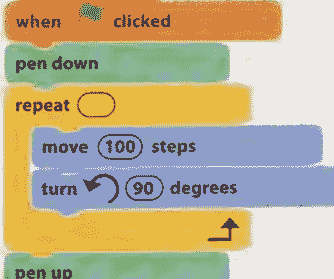 when clicked
pen down
repeat
move 100 steps
turn 90 degrees
pen up